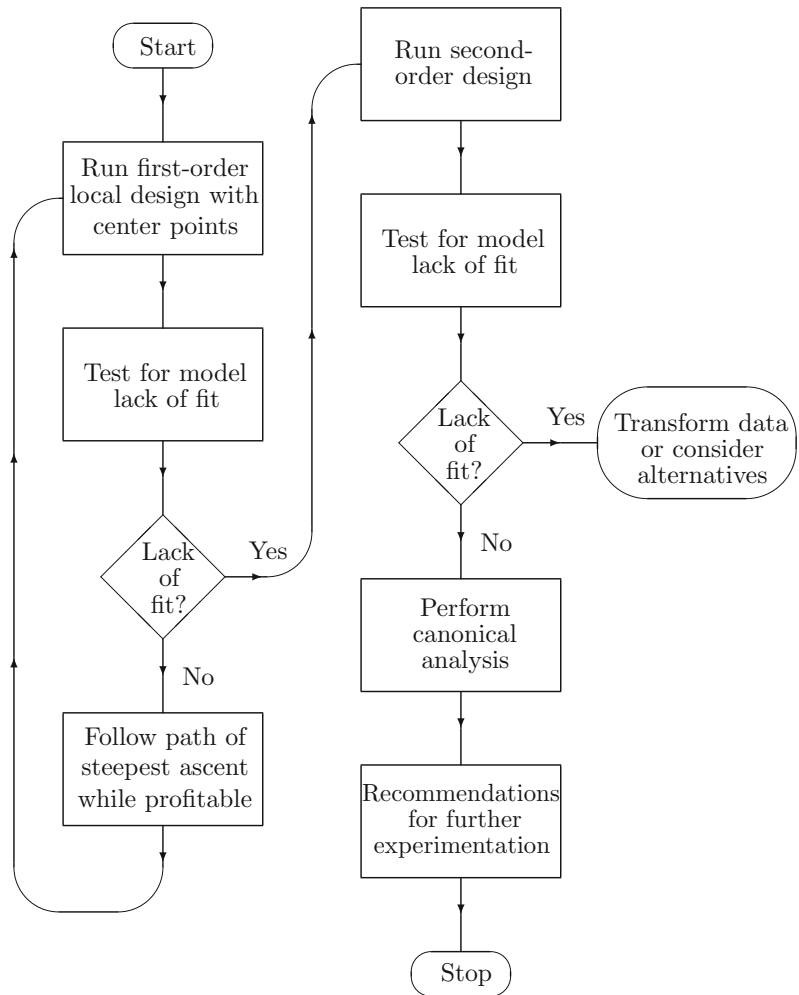 Start
Run first-order
local design with
center points
Test for model
lack of fit
Lack
of
fit?
Yes
No
Follow path of
steepest ascent
while profitable
Run second-
order design
Test for model
lack of fit
Lack
of
fit?
Yes
Transform data
or consider
alternatives
No
Perform
canonical
analysis
Recommendations
for further
experimentation
Stop